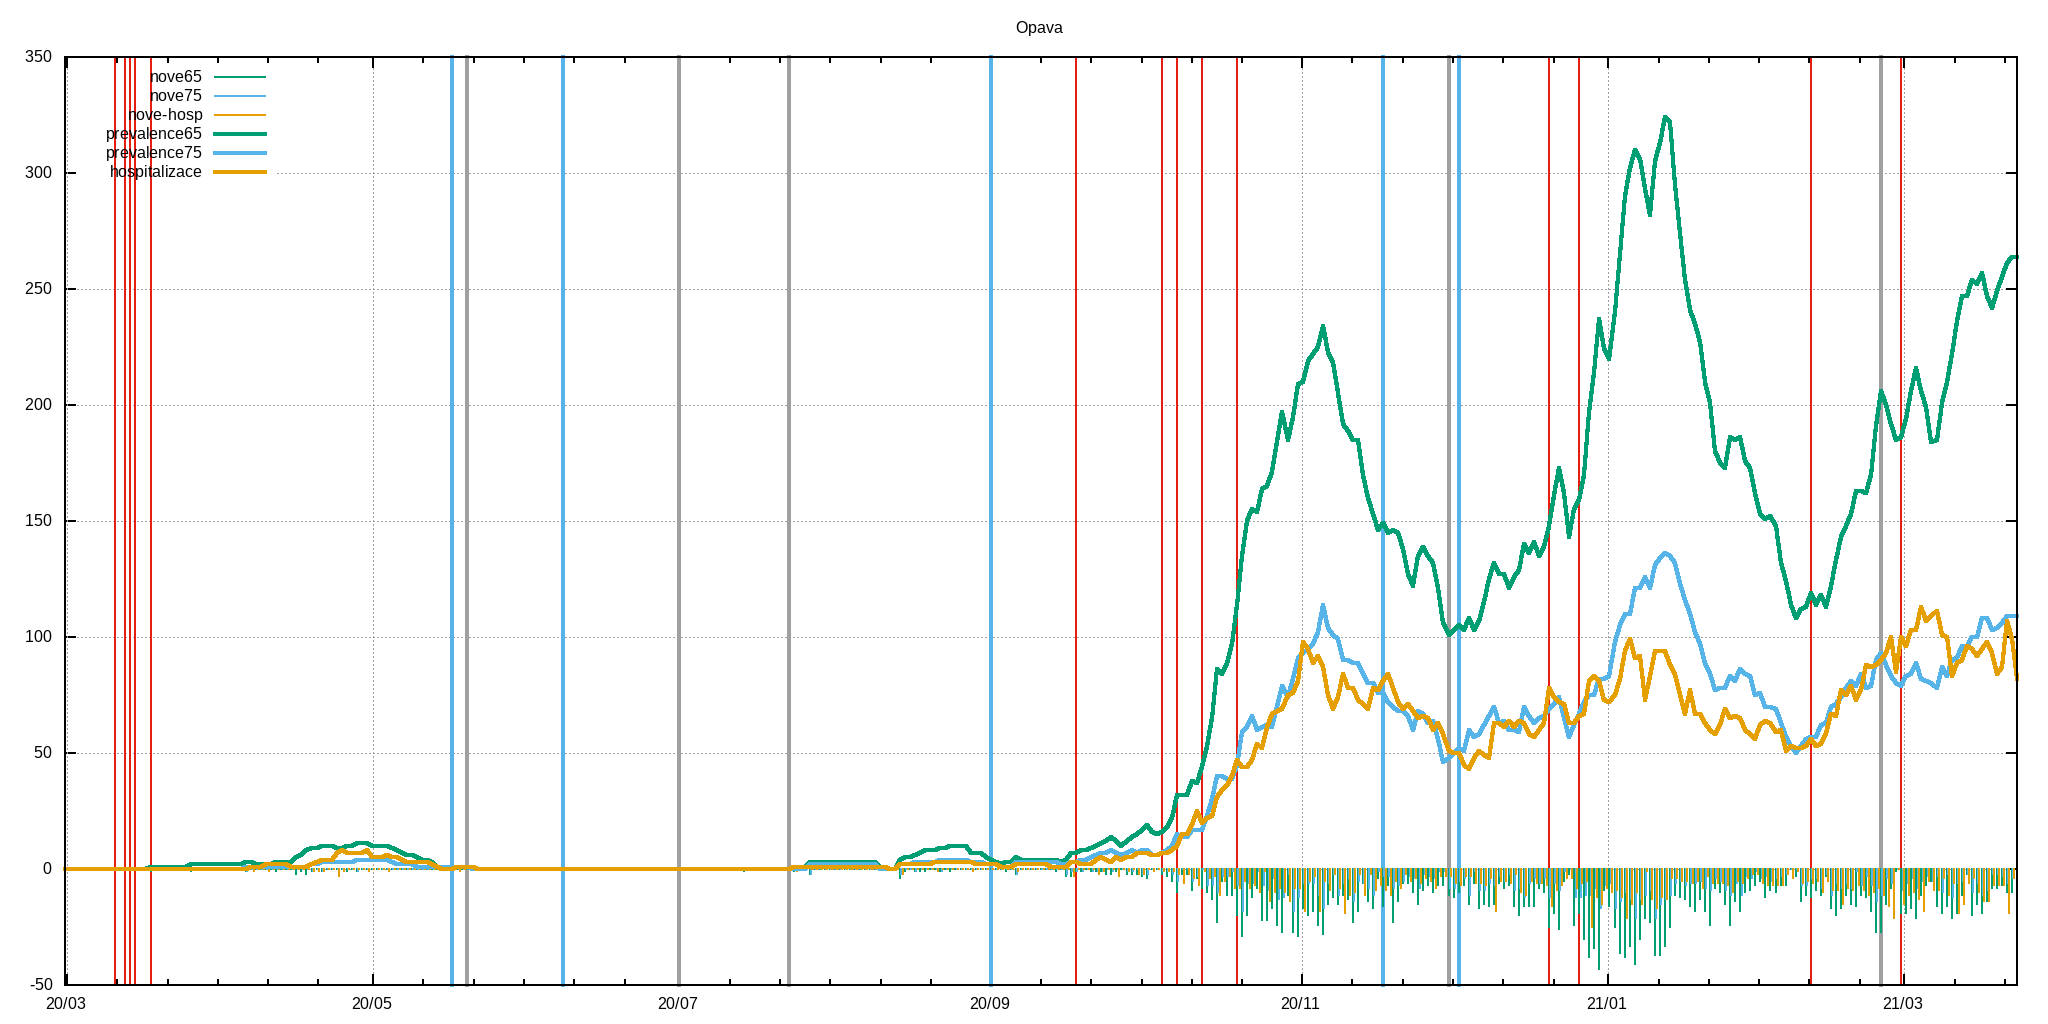 Opava
350
300
250
200
150
100
50
0
-50
nove65
nove75
nove-hosp
prevalence65
prevalence75
hospitalizace
20/03 20/05 20/07 20/09 20/11 21/01 21/03